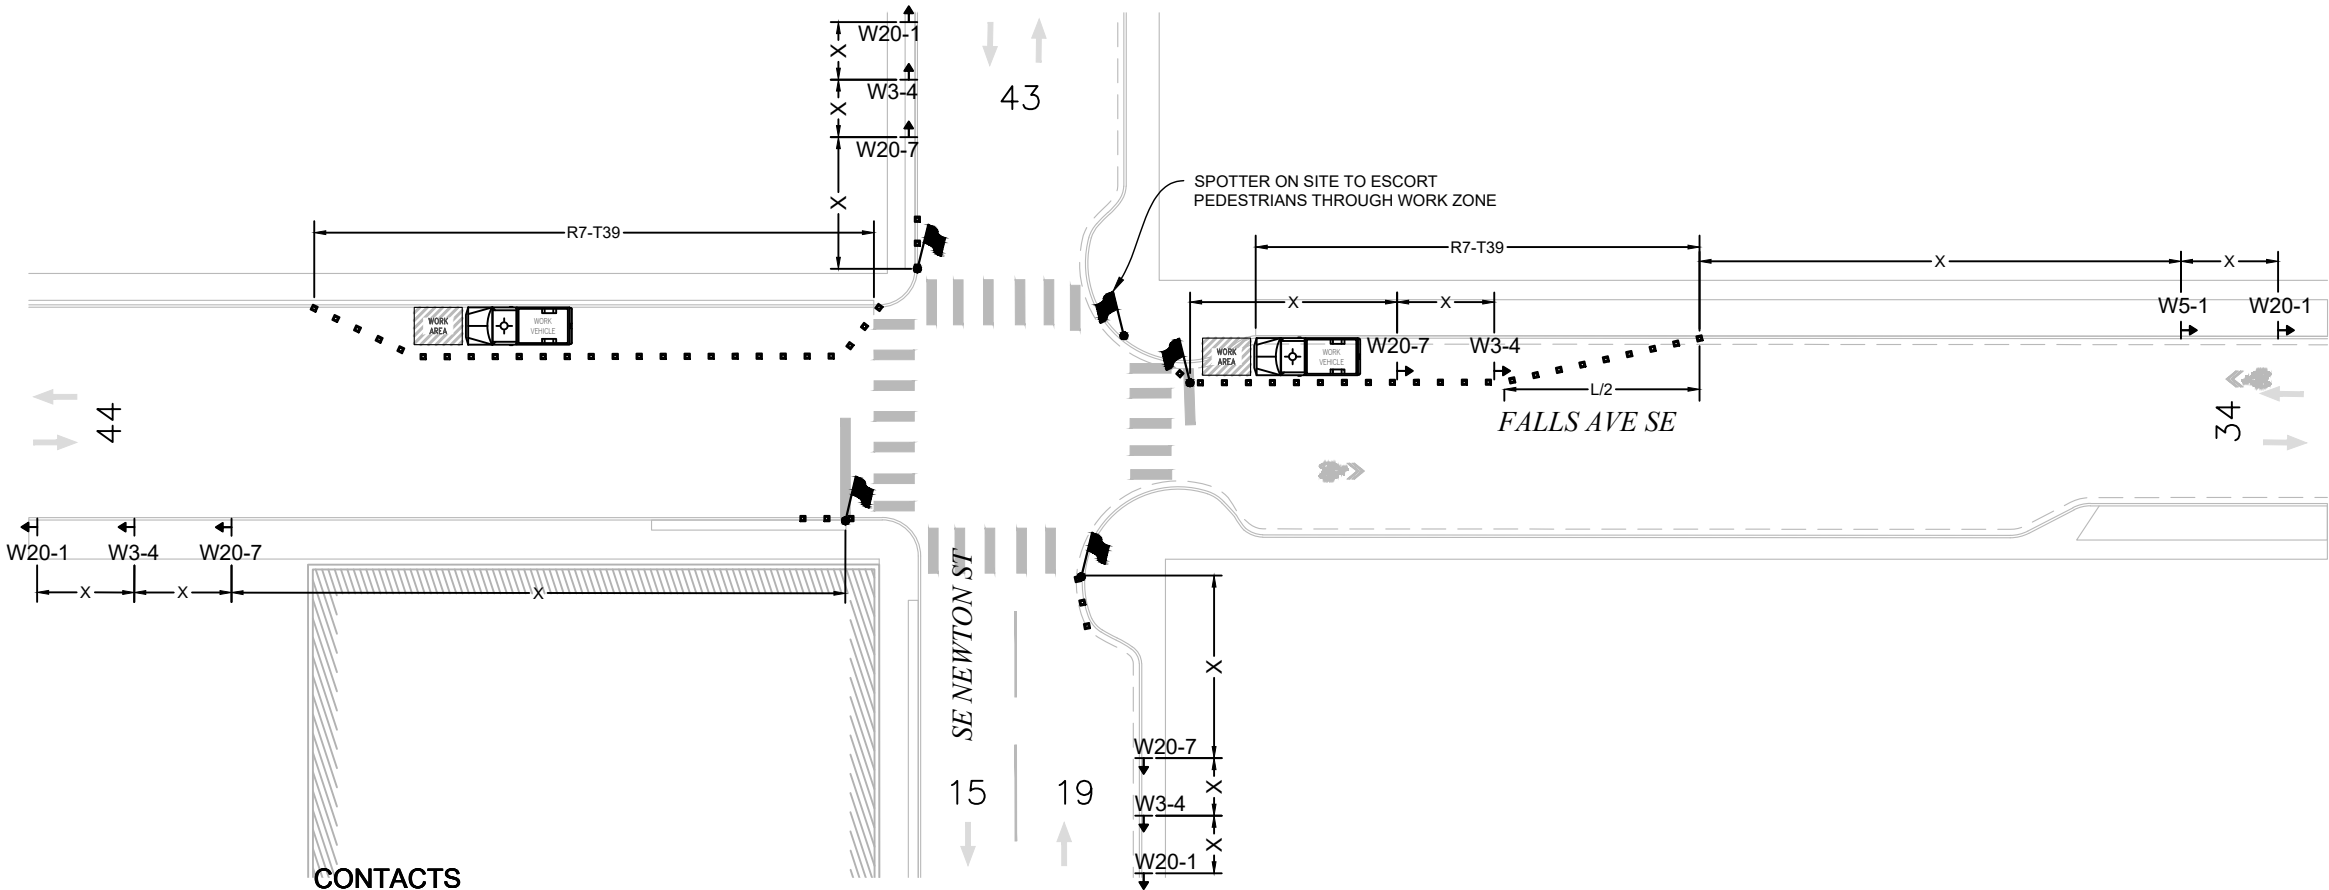 W20-1
X
W3-4
X
W20-7
X
43
SPOTTER ON SITE TO ESCORT
PEDESTRIANS THROUGH WORK ZONE
R7-T39
R7-T39
X
X
X
X
W5-1
W20-1
WORK
AREA
WORK
VEHICLE
WORK
AREA
WORK
VEHICLE
W20-7
W3-4
L/2
FALLS AVE SE
44
34
W20-1
W3-4
W20-7
X
X
X
SE NEWTON ST
X
W20-7
X
15
19
W3-4
X
W20-1
CONTACTS